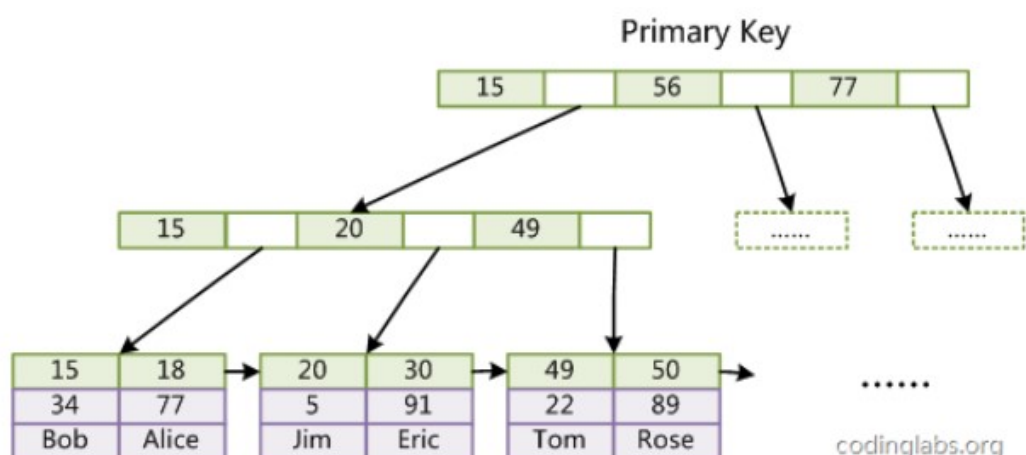 Primary Key
15 56 77
15 20 49
...... ......
15 18 20 30 49 50
34 77 5 91 22 89
......
Bob Alice Jim Eric Tom Rose
codinglabs.org